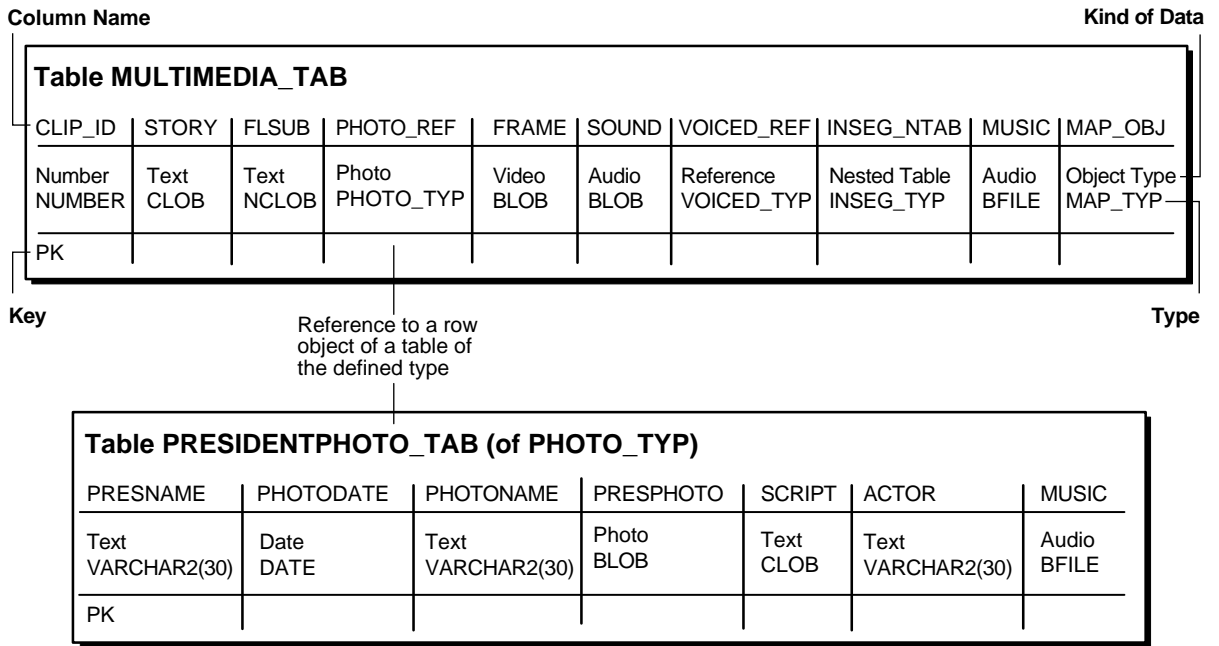 Column Name
Kind of Data
Table MULTIMEDIA_TAB
CLIP_ID STORY FLSUB PHOTO_REF FRAME SOUND VOICED_REF INSEG_NTAB MUSIC MAP_OBJ
Number Text Text Photo Video Audio Reference Nested Table Audio Object Type
NUMBER CLOB NCLOB PHOTO_TYP BLOB BLOB VOICED_TYP INSEG_TYP BFILE MAP_TYP
PK
Key
Type
Reference to a row
object of a table of
the defined type
Table PRESIDENTPHOTO_TAB (of PHOTO_TYP)
PRESNAME PHOTODATE PHOTONAME PRESPHOTO SCRIPT ACTOR MUSIC
Text Date Text Photo Text Text Audio
VARCHAR2(30) DATE VARCHAR2(30) BLOB CLOB VARCHAR2(30) BFILE
PK